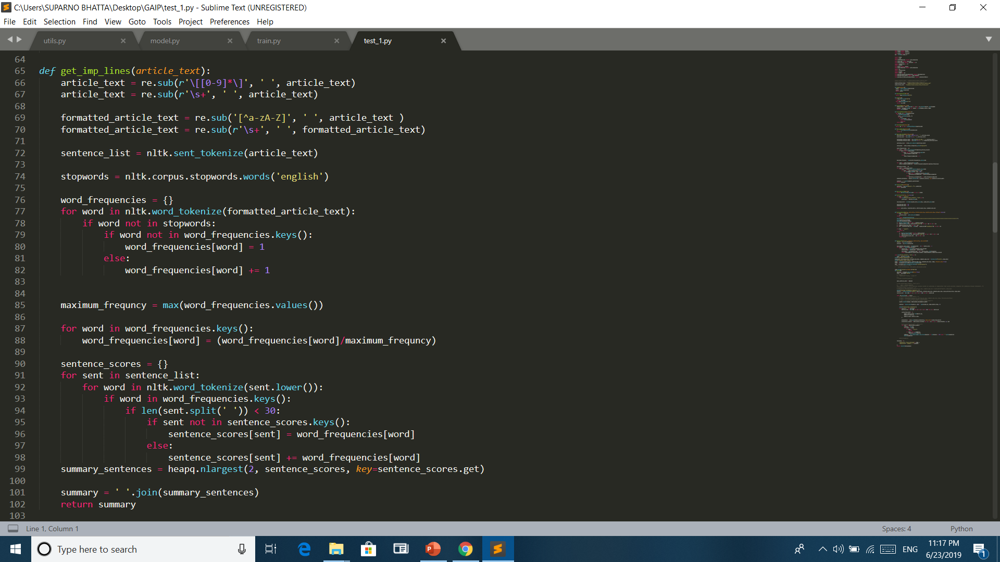 C:\Users\SUPARNO BHATTA\Desktop\GAIP\test_1.py - Sublime Text (UNREGISTERED)
File Edit Selection Find View Goto Tools Project Preferences Help
utils.py model.py train.py test_1.py
64
65 def get_imp_lines(article_text):
66     article_text = re.sub(r'\[[0-9]*\]', ' ', article_text)
67     article_text = re.sub(r'\s+', ' ', article_text)
68
69     formatted_article_text = re.sub('[^a-zA-Z]', ' ', article_text )
70     formatted_article_text = re.sub(r'\s+', ' ', formatted_article_text)
71
72     sentence_list = nltk.sent_tokenize(article_text)
73
74     stopwords = nltk.corpus.stopwords.words('english')
75
76     word_frequencies = {}
77     for word in nltk.word_tokenize(formatted_article_text):
78         if word not in stopwords:
79             if word not in word_frequencies.keys():
80                 word_frequencies[word] = 1
81             else:
82                 word_frequencies[word] += 1
83
84
85     maximum_frequncy = max(word_frequencies.values())
86
87     for word in word_frequencies.keys():
88         word_frequencies[word] = (word_frequencies[word]/maximum_frequncy)
89
90     sentence_scores = {}
91     for sent in sentence_list:
92         for word in nltk.word_tokenize(sent.lower()):
93             if word in word_frequencies.keys():
94                 if len(sent.split(' ')) < 30:
95                     if sent not in sentence_scores.keys():
96                         sentence_scores[sent] = word_frequencies[word]
97                     else:
98                         sentence_scores[sent] += word_frequencies[word]
99     summary_sentences = heapq.nlargest(2, sentence_scores, key=sentence_scores.get)
100
101     summary = ' '.join(summary_sentences)
102     return summary
103
Line 1, Column 1 Spaces: 4 Python
Type here to search ENG 11:17 PM
6/23/2019 1